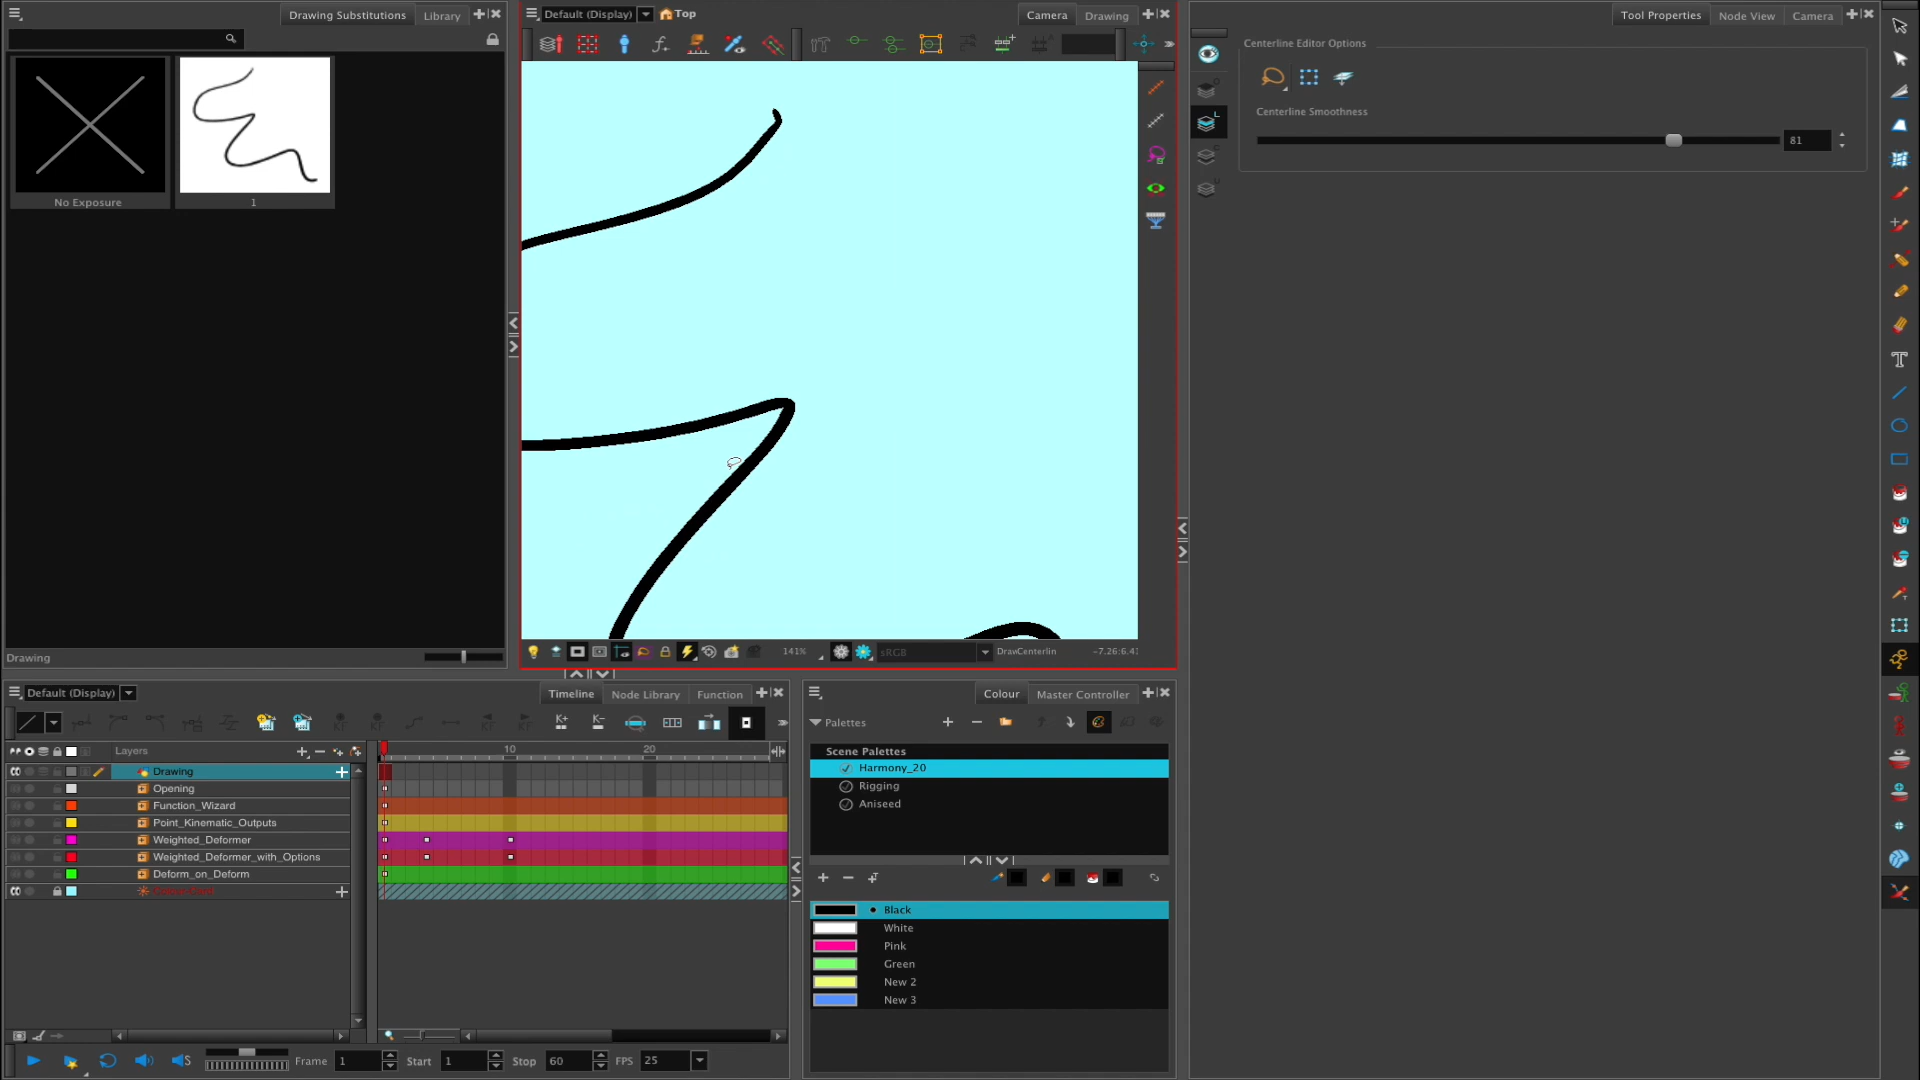 Drawing Substitutions
Library
No Exposure
1
Drawing
Default (Display)
Top
Camera
Drawing
141%
sRGB
DrawCenterlin
Tool Properties
Node View
Camera
Centerline Editor Options
Centerline Smoothness
81
Default (Display)
Timeline
Node Library
Function
Layers
10
20
Drawing
Opening
Function_Wizard
Point_Kinematic_Outputs
Weighted_Deformer
Weighted_Deformer_with_Options
Deform_on_Deform
Frame
1
Start
1
Stop
60
FPS
25
Colour
Master Controller
Palettes
Scene Palettes
Harmony_20
Rigging
Aniseed
Black
White
Pink
Green
New 2
New 3